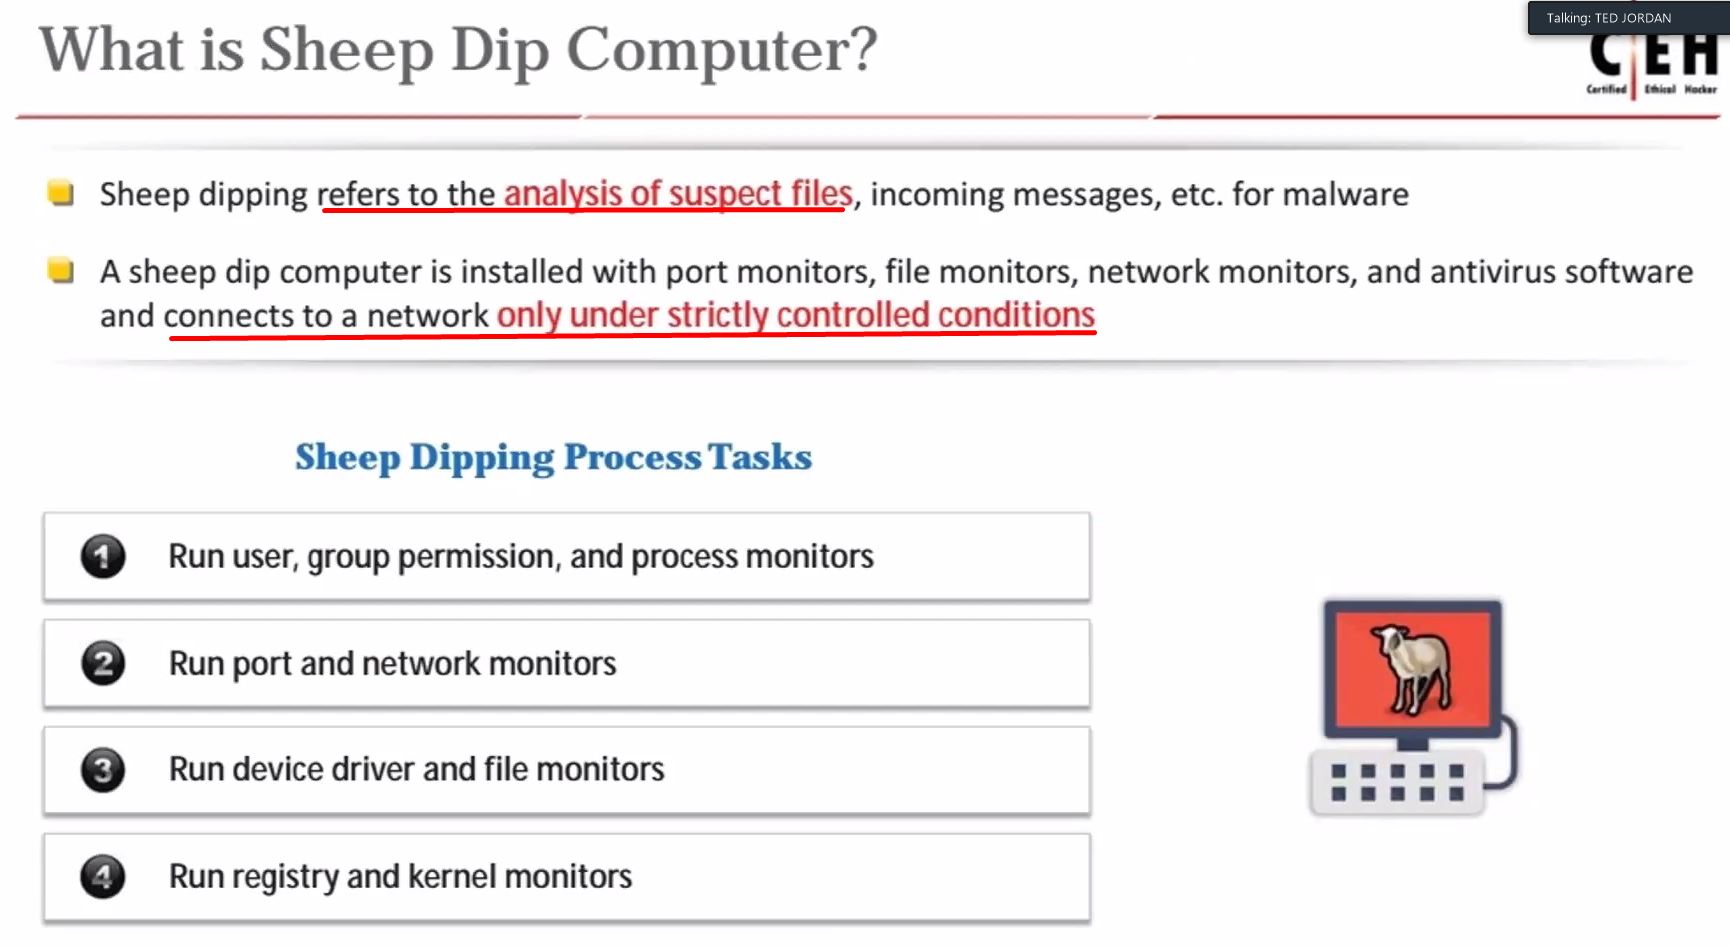 Talking: TED JORDAN
What is Sheep Dip Computer?
C|EH
Certified Ethical Hacker
Sheep dipping refers to the analysis of suspect files, incoming messages, etc. for malware
A sheep dip computer is installed with port monitors, file monitors, network monitors, and antivirus software
and connects to a network only under strictly controlled conditions
Sheep Dipping Process Tasks
1 Run user, group permission, and process monitors
2 Run port and network monitors
3 Run device driver and file monitors
4 Run registry and kernel monitors